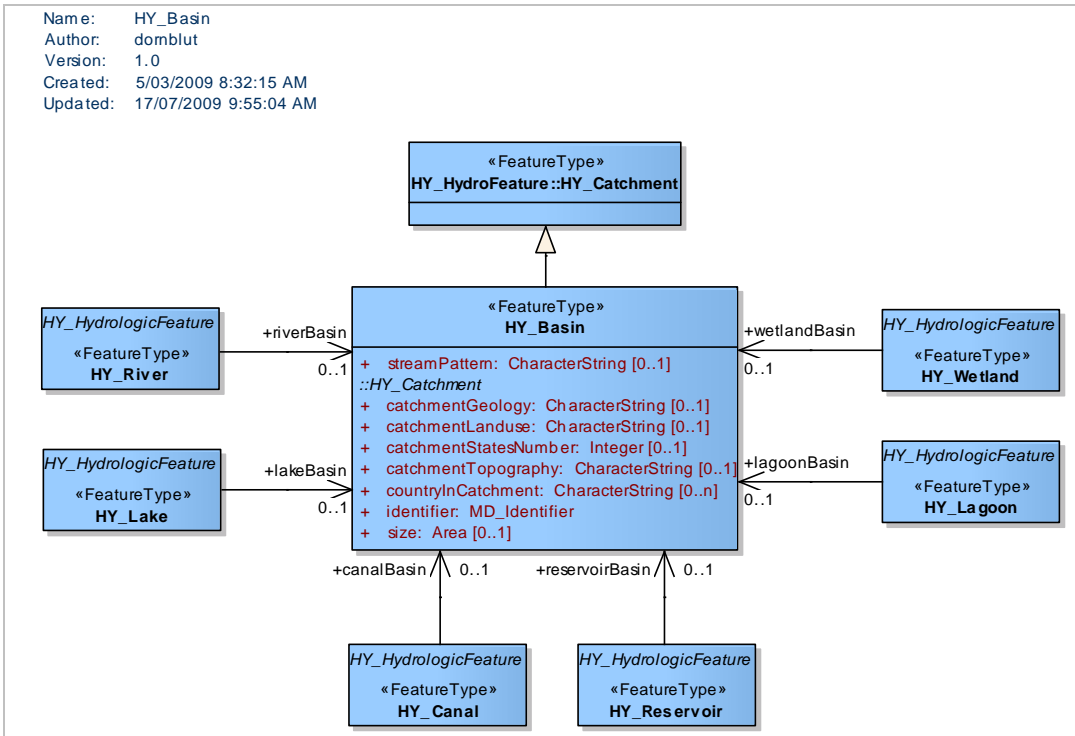 Name: HY_Basin
Author: dornblut
Version: 1.0
Created: 5/03/2009 8:32:15 AM
Updated: 17/07/2009 9:55:04 AM
«FeatureType»
HY_HydroFeature::HY_Catchment
HY_HydrologicFeature
«FeatureType»
HY_River
+riverBasin
0..1
«FeatureType»
HY_Basin
+ streamPattern: CharacterString [0..1]
::HY_Catchment
+ catchmentGeology: CharacterString [0..1]
+ catchmentLanduse: CharacterString [0..1]
+ catchmentStatesNumber: Integer [0..1]
+ catchmentTopography: CharacterString [0..1]
+ countryInCatchment: CharacterString [0..n]
+ identifier: MD_Identifier
+ size: Area [0..1]
+wetlandBasin
0..1
HY_HydrologicFeature
«FeatureType»
HY_Wetland
HY_HydrologicFeature
«FeatureType»
HY_Lake
+lakeBasin
0..1
+lagoonBasin
0..1
HY_HydrologicFeature
«FeatureType»
HY_Lagoon
+canalBasin 0..1
+reservoirBasin 0..1
HY_HydrologicFeature
«FeatureType»
HY_Canal
HY_HydrologicFeature
«FeatureType»
HY_Reservoir